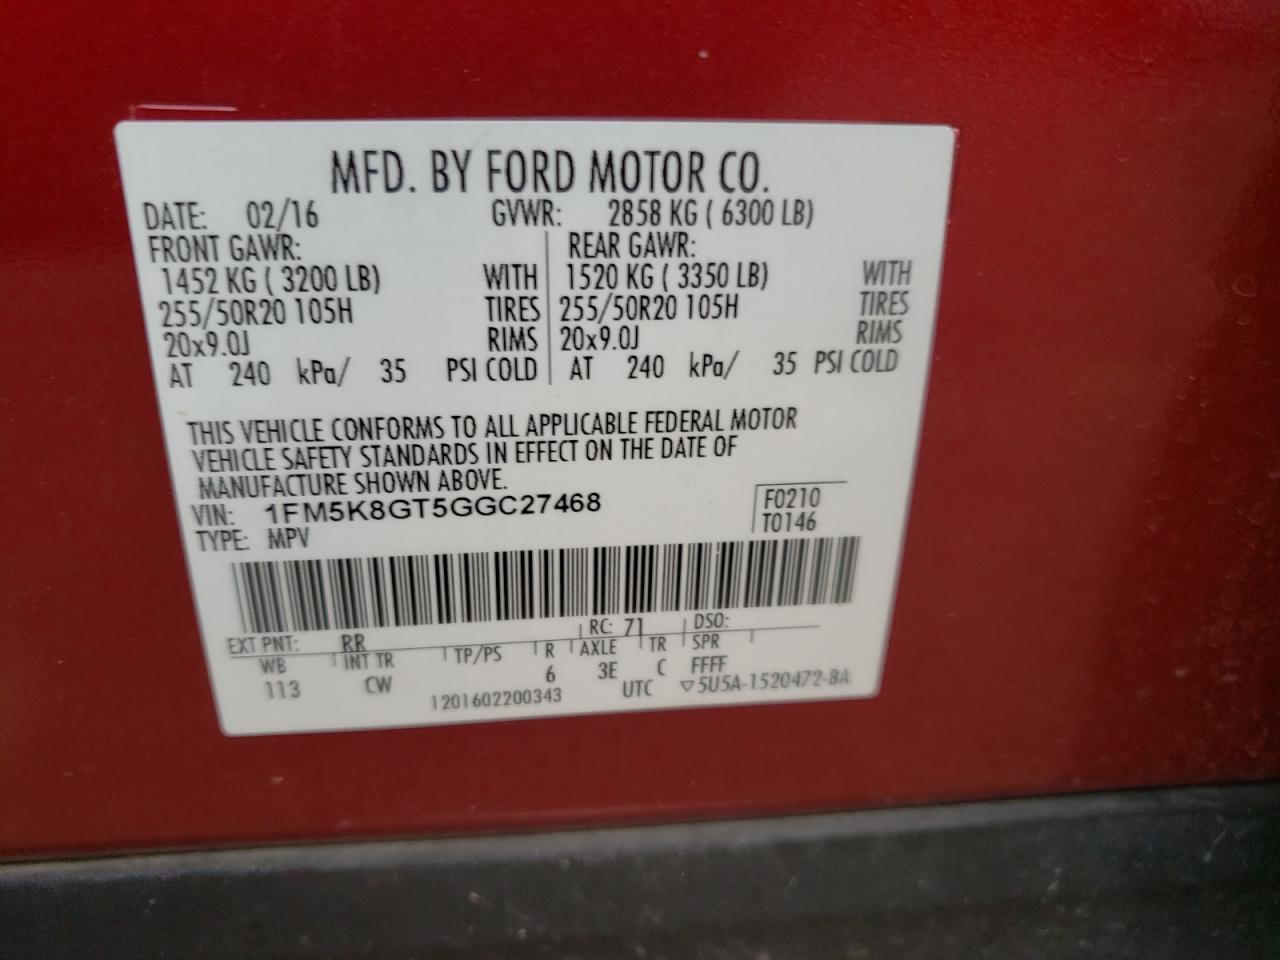 MFD. BY FORD MOTOR CO.
DATE: 02/16 GVWR: 2858 KG ( 6300 LB)
FRONT GAWR: REAR GAWR:
1452 KG ( 3200 LB) WITH 1520 KG ( 3350 LB) WITH
255/50R20 105H TIRES 255/50R20 105H TIRES
20x9.0J RIMS 20x9.0J RIMS
AT 240 kPa/ 35 PSI COLD AT 240 kPa/ 35 PSI COLD
THIS VEHICLE CONFORMS TO ALL APPLICABLE FEDERAL MOTOR
VEHICLE SAFETY STANDARDS IN EFFECT ON THE DATE OF
MANUFACTURE SHOWN ABOVE.
VIN: 1FM5K8GT5GGC27468 F0210
TYPE: MPV T0146
EXT PNT: RR RC: 71 DSO:
WB INT TR TP/PS R AXLE TR SPR
113 CW 6 3E C FFFF
1201602200343 UTC ▽5U5A-1520472-BA